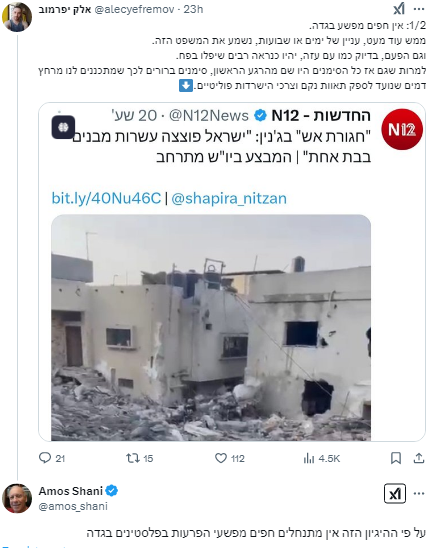 אלק יפרמוב @alecyefremov · 23h
1/2: אין חפים מפשע בגדה.
ממש עוד מעט, עניין של ימים או שבועות, נשמע את המשפט הזה.
וגם הפעם, בדיוק כמו עם עזה, יהיו כנראה רבים שיפלו בפח.
למרות שגם אז כל הסימנים היו שם מהרגע הראשון, סימנים ברורים לכך שמתכננים לנו מרחץ
דמים שנועד לספק תאוות נקם וצרכי הישרדות פוליטיים.⬇️
החדשות - N12 @N12News · 20 שע'
N12
"חגורת אש" בג'נין: "ישראל פוצצה עשרות מבנים
בבת אחת" | המבצע ביו"ש מתרחב
bit.ly/40Nu46C | @shapira_nitzan
21 15 112 4.5K
Amos Shani
@amos_shani
על פי ההיגיון הזה אין מתנחלים חפים מפשעי הפרעות בפלסטינים בגדה